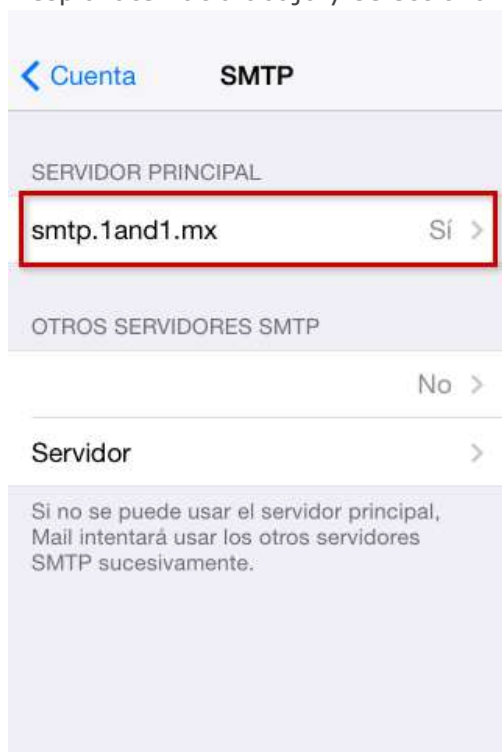 Cuenta SMTP
SERVIDOR PRINCIPAL
smtp.1and1.mx Sí
OTROS SERVIDORES SMTP
No
Servidor
Si no se puede usar el servidor principal,
Mail intentará usar los otros servidores
SMTP sucesivamente.